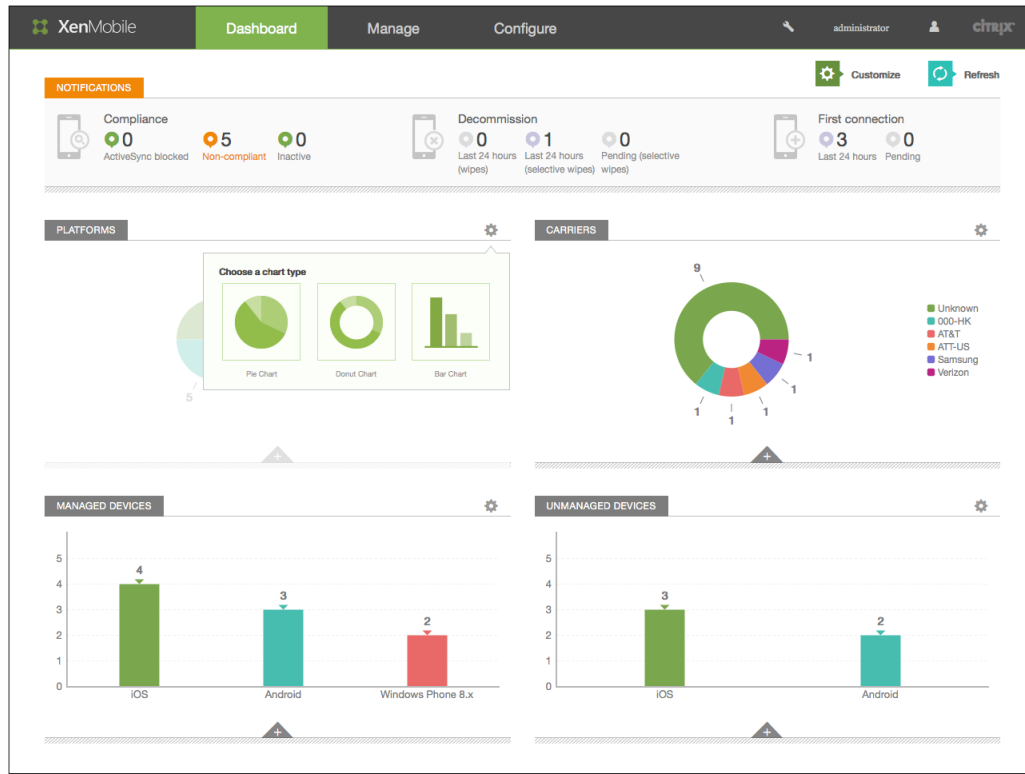 XenMobile Dashboard Manage Configure administrator CİTRIX
Customize Refresh
NOTIFICATIONS
Compliance
0 5 0
ActiveSync blocked Non-compliant Inactive
Decommission
0 1 0
Last 24 hours Last 24 hours Pending (selective
(wipes) (selective wipes) wipes)
First connection
3 0
Last 24 hours Pending
PLATFORMS
Choose a chart type
Pie Chart Donut Chart Bar Chart
5
CARRIERS
9
1
1
1
1
1
Unknown
000-HK
AT&T
ATT-US
Samsung
Verizon
MANAGED DEVICES
5
4
3
2
1
0
4
3
2
iOS Android Windows Phone 8.x
UNMANAGED DEVICES
5
4
3
2
1
0
3
2
iOS Android